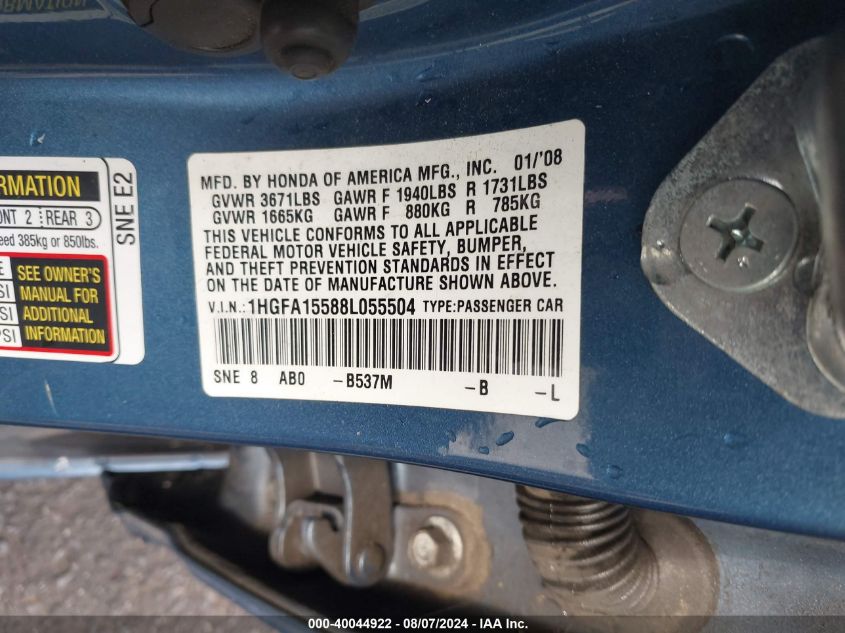 RMATION
ONT 2 REAR 3
eed 385kg or 850lbs.
SNE E2
SEE OWNER'S
MANUAL FOR
ADDITIONAL
INFORMATION
PSI
MFD. BY HONDA OF AMERICA MFG., INC. 01/'08
GVWR 3671LBS GAWR F 1940LBS R 1731LBS
GVWR 1665KG GAWR F 880KG R 785KG
THIS VEHICLE CONFORMS TO ALL APPLICABLE
FEDERAL MOTOR VEHICLE SAFETY, BUMPER,
AND THEFT PREVENTION STANDARDS IN EFFECT
ON THE DATE OF MANUFACTURE SHOWN ABOVE.
V.I.N.: 1HGFA15588L055504 TYPE:PASSENGER CAR
SNE 8 AB0 -B537M -B -L
000-40044922 - 08/07/2024 - IAA Inc.